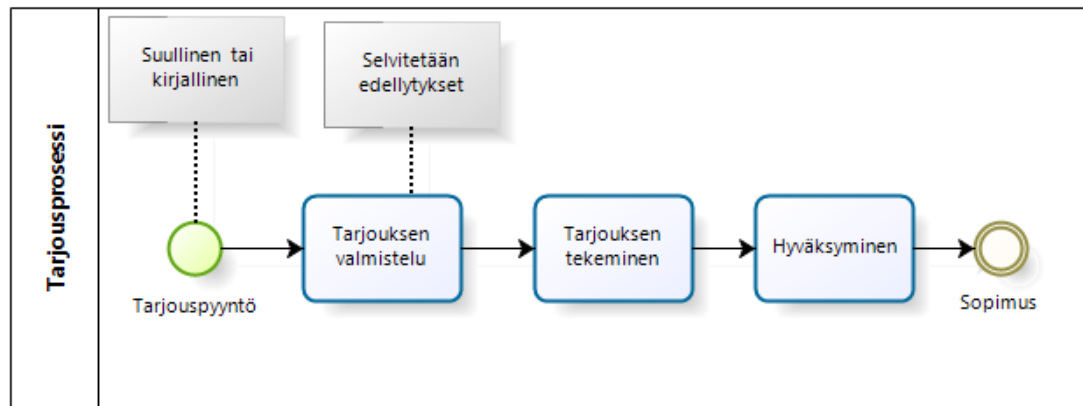 Tarjousprosessi
Suullinen tai
kirjallinen
Selvitetään
edellytykset
Tarjouspyyntö
Tarjouksen
valmistelu
Tarjouksen
tekeminen
Hyväksyminen
Sopimus